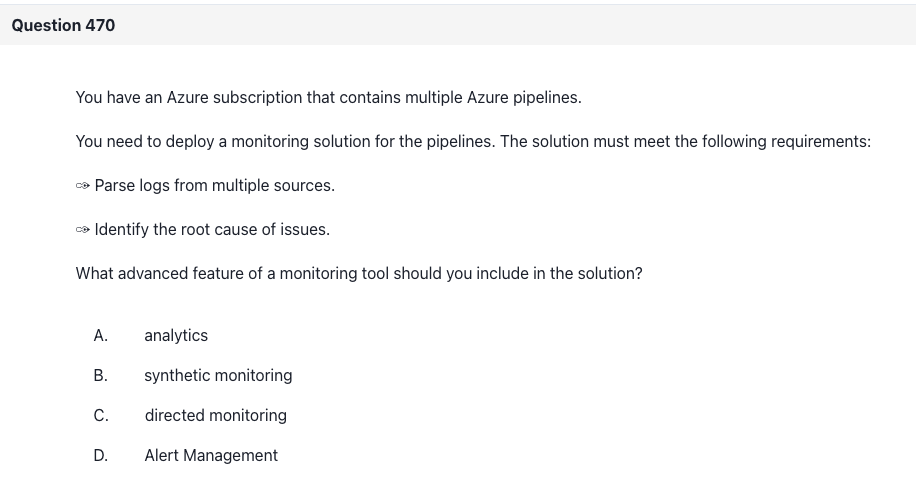 Question 470
You have an Azure subscription that contains multiple Azure pipelines.
You need to deploy a monitoring solution for the pipelines. The solution must meet the following requirements:
✑ Parse logs from multiple sources.
✑ Identify the root cause of issues.
What advanced feature of a monitoring tool should you include in the solution?
A. analytics
B. synthetic monitoring
C. directed monitoring
D. Alert Management